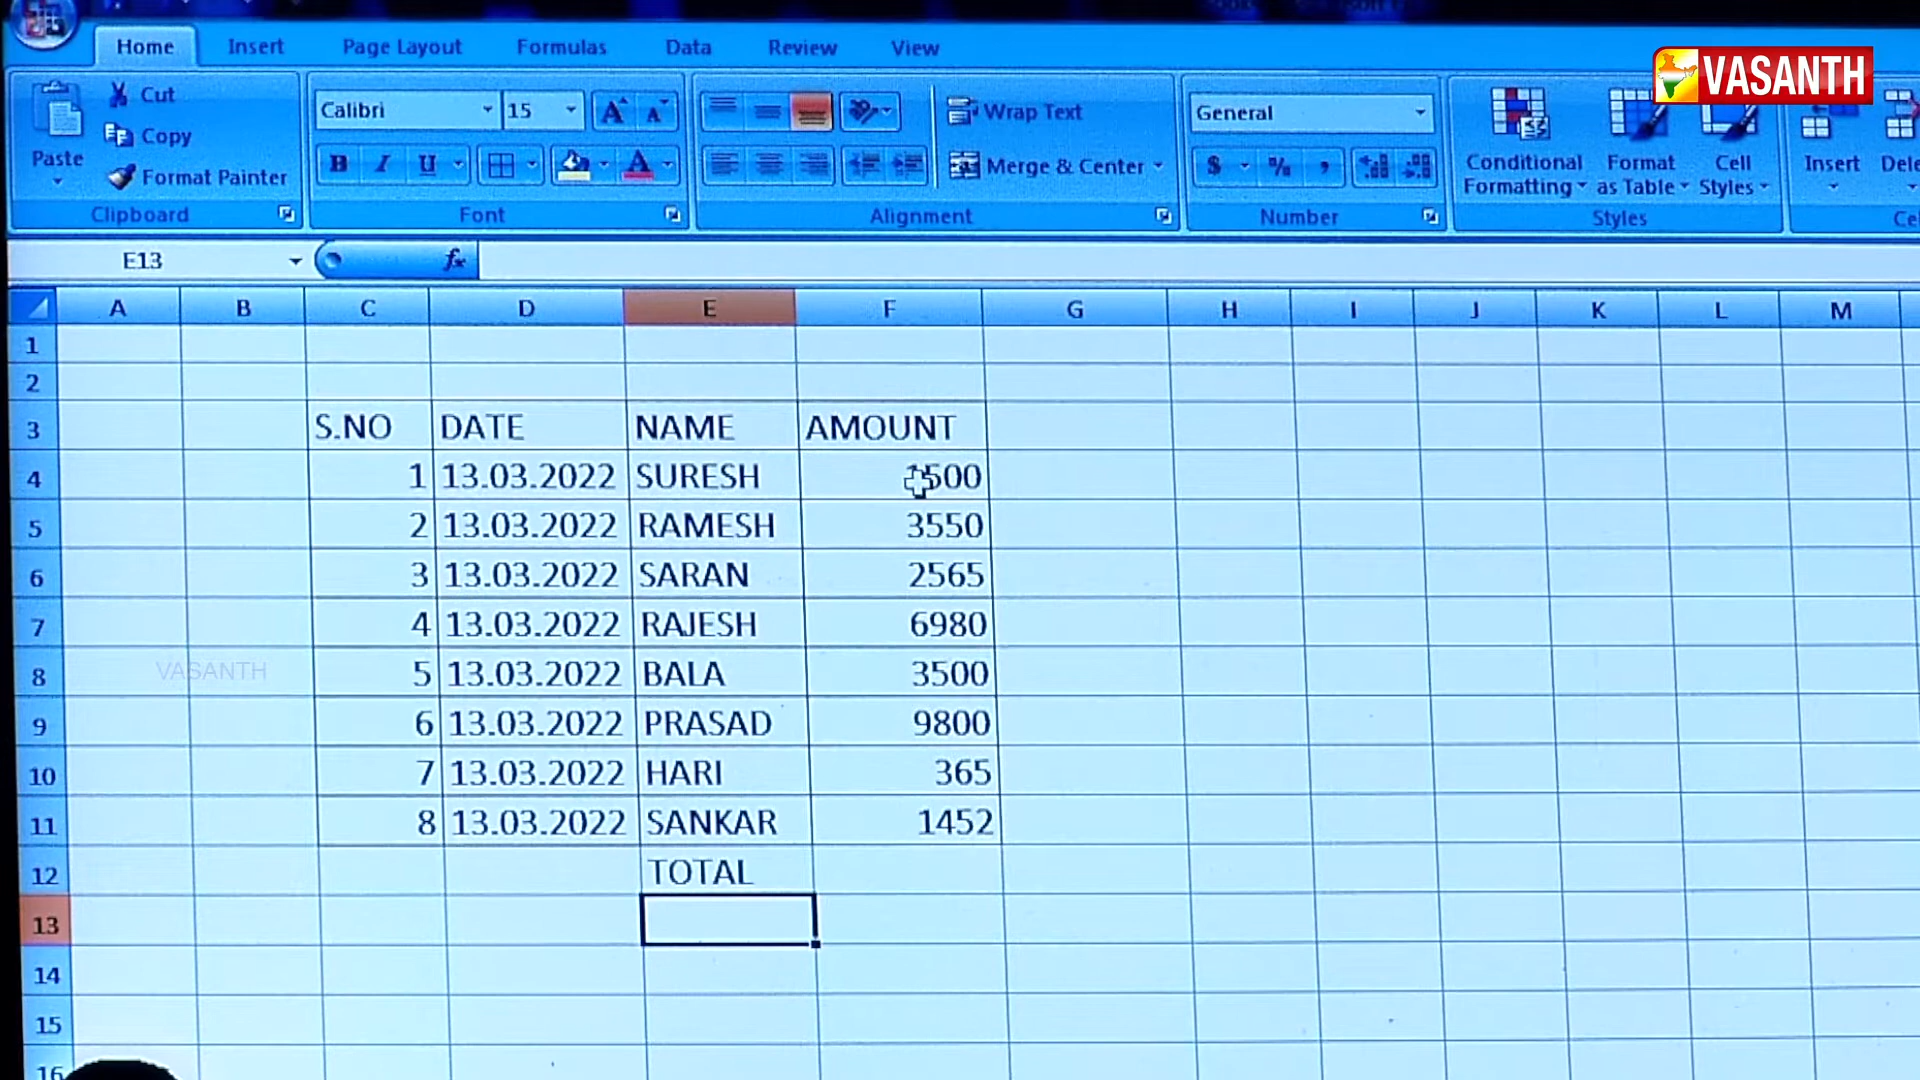 Home Insert Page Layout Formulas Data Review View
VASANTH
Cut
Copy
Paste
Format Painter
Clipboard
Calibri 15
B I U A
Font
Wrap Text
Merge & Center
Alignment
General
$ % ,
Number
Conditional Formatting
Format as Table
Cell Styles
Styles
Insert
E13 fx
A B C D E F G H I J K L M
1
2
3 S.NO DATE NAME AMOUNT
4 1 13.03.2022 SURESH
5 2 13.03.2022 RAMESH 3550
6 3 13.03.2022 SARAN 2565
7 4 13.03.2022 RAJESH 6980
8 5 13.03.2022 BALA 3500
VASANTH
9 6 13.03.2022 PRASAD 9800
10 7 13.03.2022 HARI 365
11 8 13.03.2022 SANKAR 1452
12 TOTAL
13
14
15
16